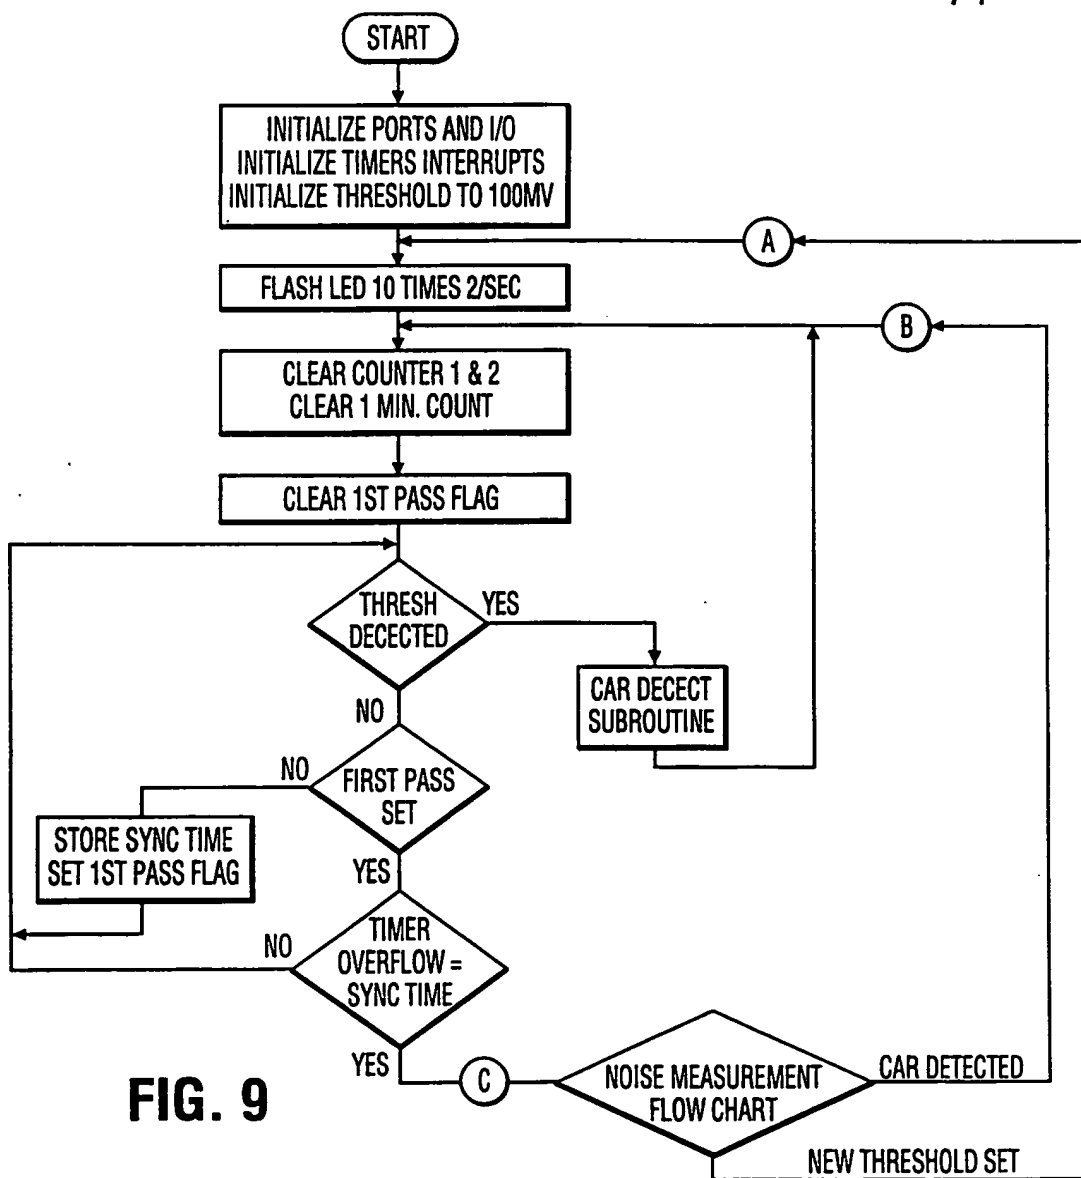 START
INITIALIZE PORTS AND I/O
INITIALIZE TIMERS INTERRUPTS
INITIALIZE THRESHOLD TO 100MV
A
FLASH LED 10 TIMES 2/SEC
B
CLEAR COUNTER 1 & 2
CLEAR 1 MIN. COUNT
CLEAR 1ST PASS FLAG
THRESH
DECECTED
YES
CAR DECECT
SUBROUTINE
NO
FIRST PASS
SET
NO
STORE SYNC TIME
SET 1ST PASS FLAG
YES
TIMER
OVERFLOW =
SYNC TIME
NO
YES
C
NOISE MEASUREMENT
FLOW CHART
CAR DETECTED
NEW THRESHOLD SET
FIG. 9